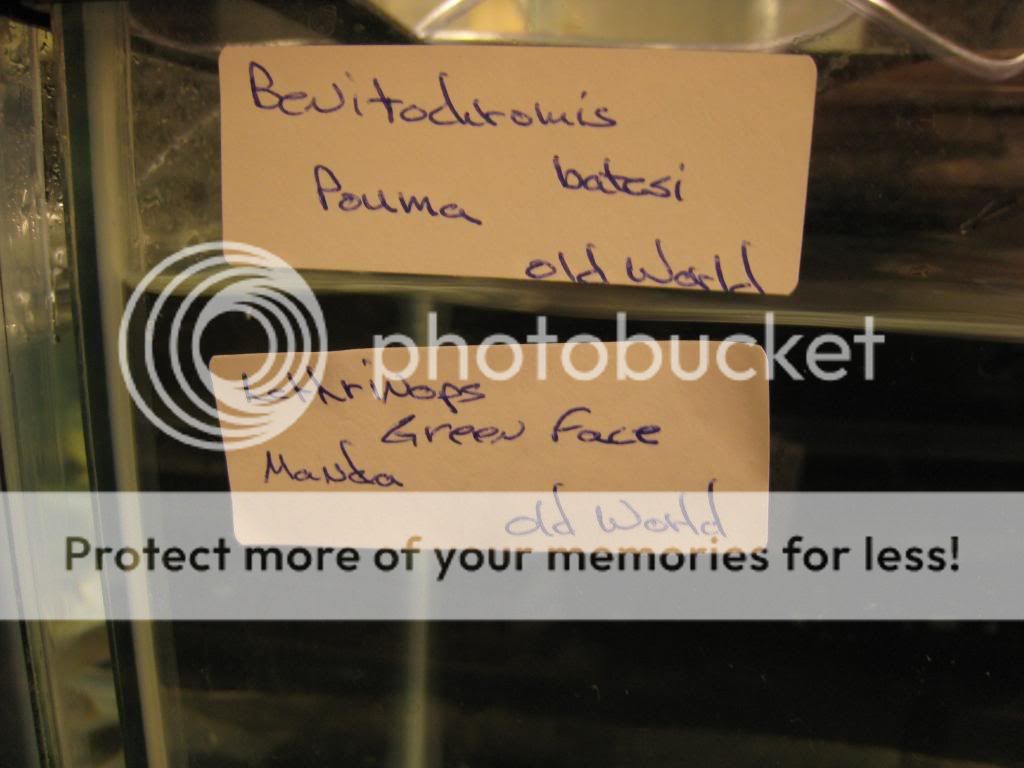 Benitochromis
batesi
Pouma
old World
photobucket
Lethrinops
Green Face
Manda
old World
Protect more of your memories for less!